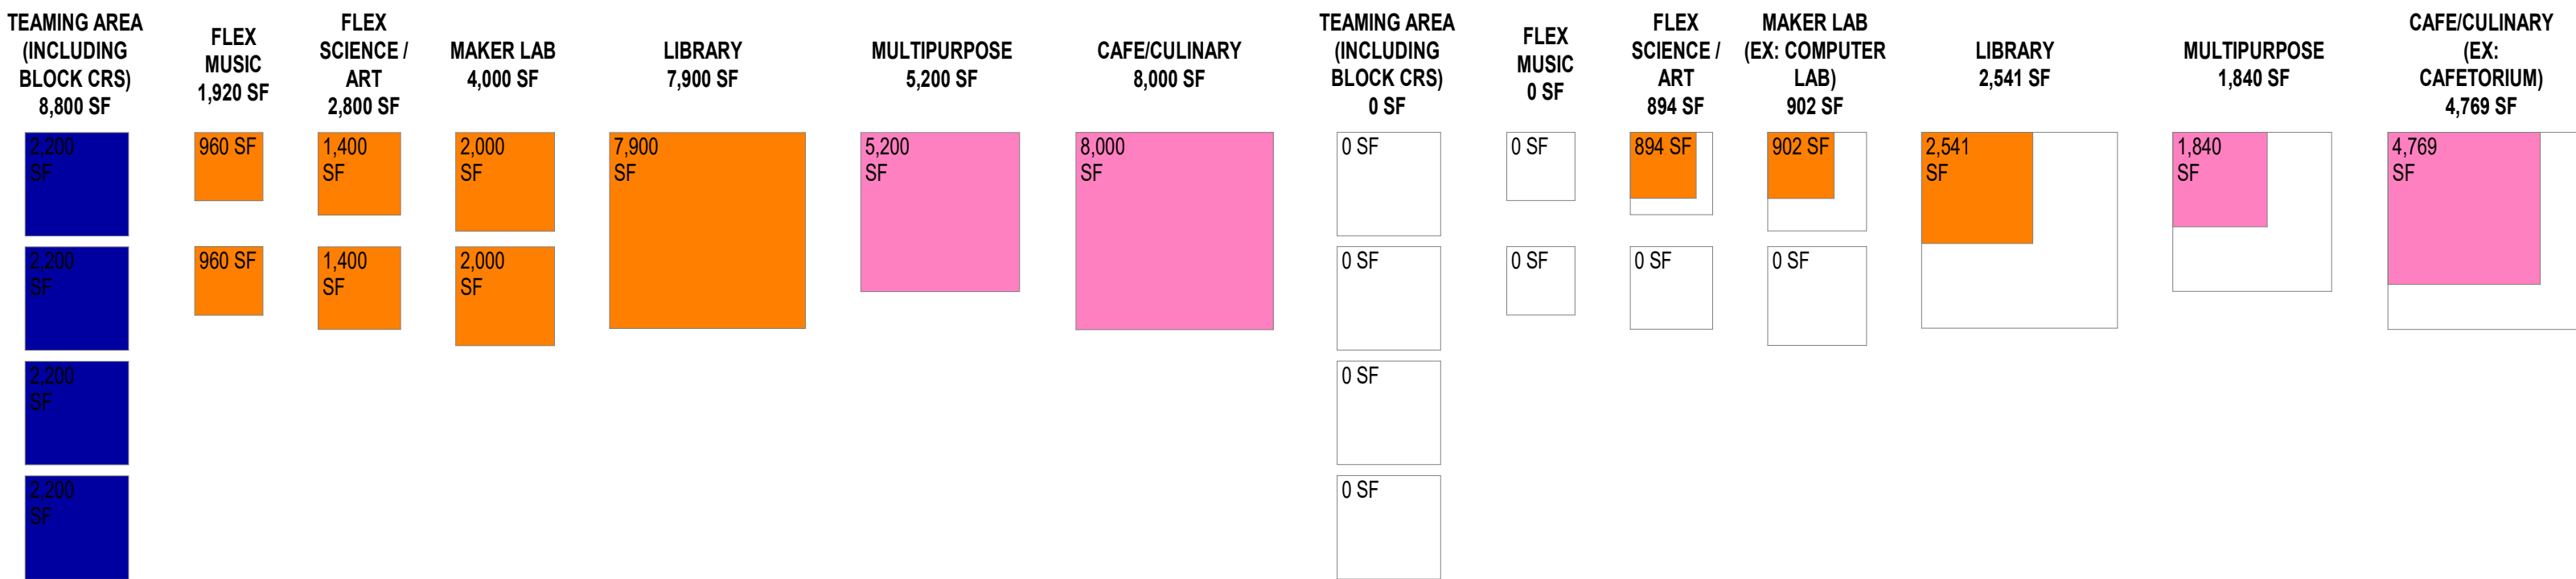 TEAMING AREA
(INCLUDING
BLOCK CRS)
8,800 SF
FLEX
MUSIC
1,920 SF
FLEX
SCIENCE /
ART
2,800 SF
MAKER LAB
4,000 SF
LIBRARY
7,900 SF
MULTIPURPOSE
5,200 SF
CAFE/CULINARY
8,000 SF
TEAMING AREA
(INCLUDING
BLOCK CRS)
0 SF
FLEX
MUSIC
0 SF
FLEX
SCIENCE /
ART
894 SF
MAKER LAB
(EX: COMPUTER
LAB)
902 SF
LIBRARY
2,541 SF
MULTIPURPOSE
1,840 SF
CAFE/CULINARY
(EX:
CAFETORIUM)
4,769 SF
2,200
SF
960 SF
1,400
SF
2,000
SF
7,900
SF
5,200
SF
8,000
SF
0 SF
0 SF
894 SF
902 SF
2,541
SF
1,840
SF
4,769
SF
2,200
SF
960 SF
1,400
SF
2,000
SF
0 SF
0 SF
0 SF
0 SF
2,200
SF
0 SF
2,200
SF
0 SF